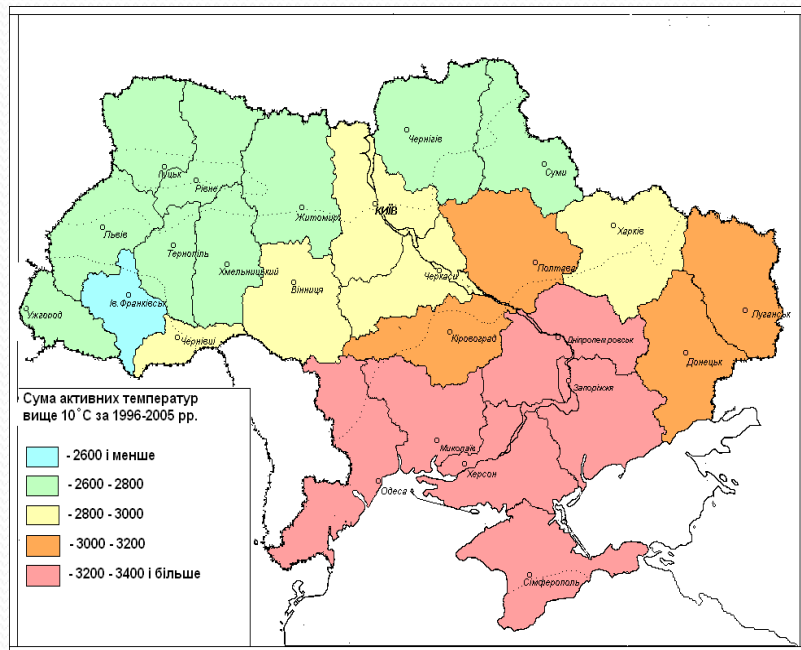 Чернігів
Луцьк
Рівне
Суми
КИЇВ
Житомир
Львів
Харків
Тернопіль
Хмельницький
Полтава
Черкаси
Вінниця
Ів. Франківськ
Ужгород
Луганськ
Чернівці
Кіровоград
Дніпропетровськ
Донецьк
Запоріжжя
Сума активних температур
вище 10˚С за 1996-2005 рр.
Миколаїв
- 2600 і менше
Херсон
- 2600 - 2800
Одеса
- 2800 - 3000
- 3000 - 3200
- 3200 - 3400 і більше
Сімферополь